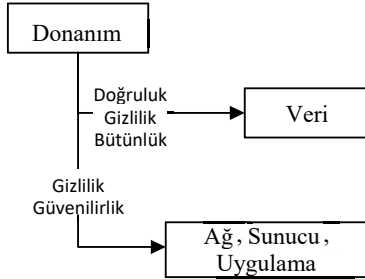 Donanım
Doğruluk
Gizlilik
Bütünlük
Veri
Gizlilik
Güvenilirlik
Ağ, Sunucu,
Uygulama